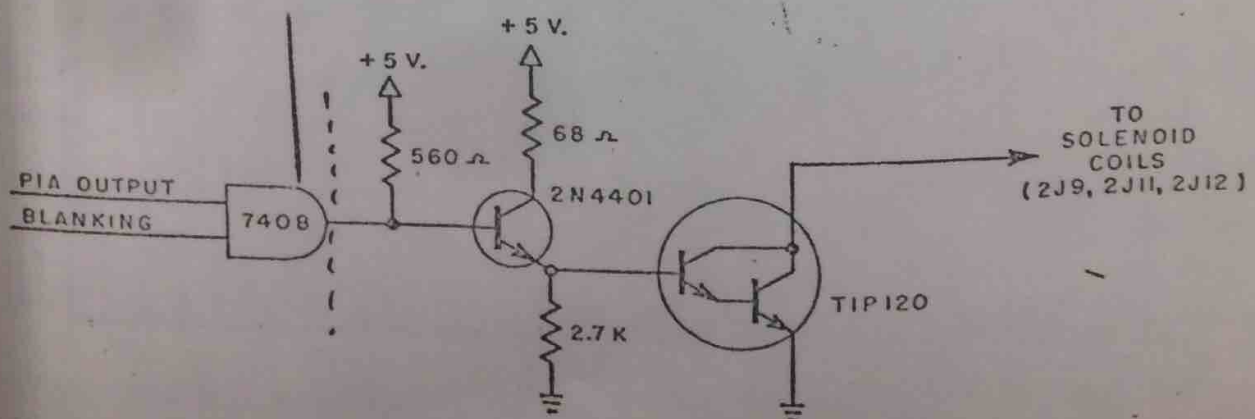 + 5 V.
+ 5 V.
68 Ω
560 Ω
TO
SOLENOID
COILS
(2J9, 2J11, 2J12)
PIA OUTPUT
BLANKING
7408
2N4401
TIP120
2.7 K